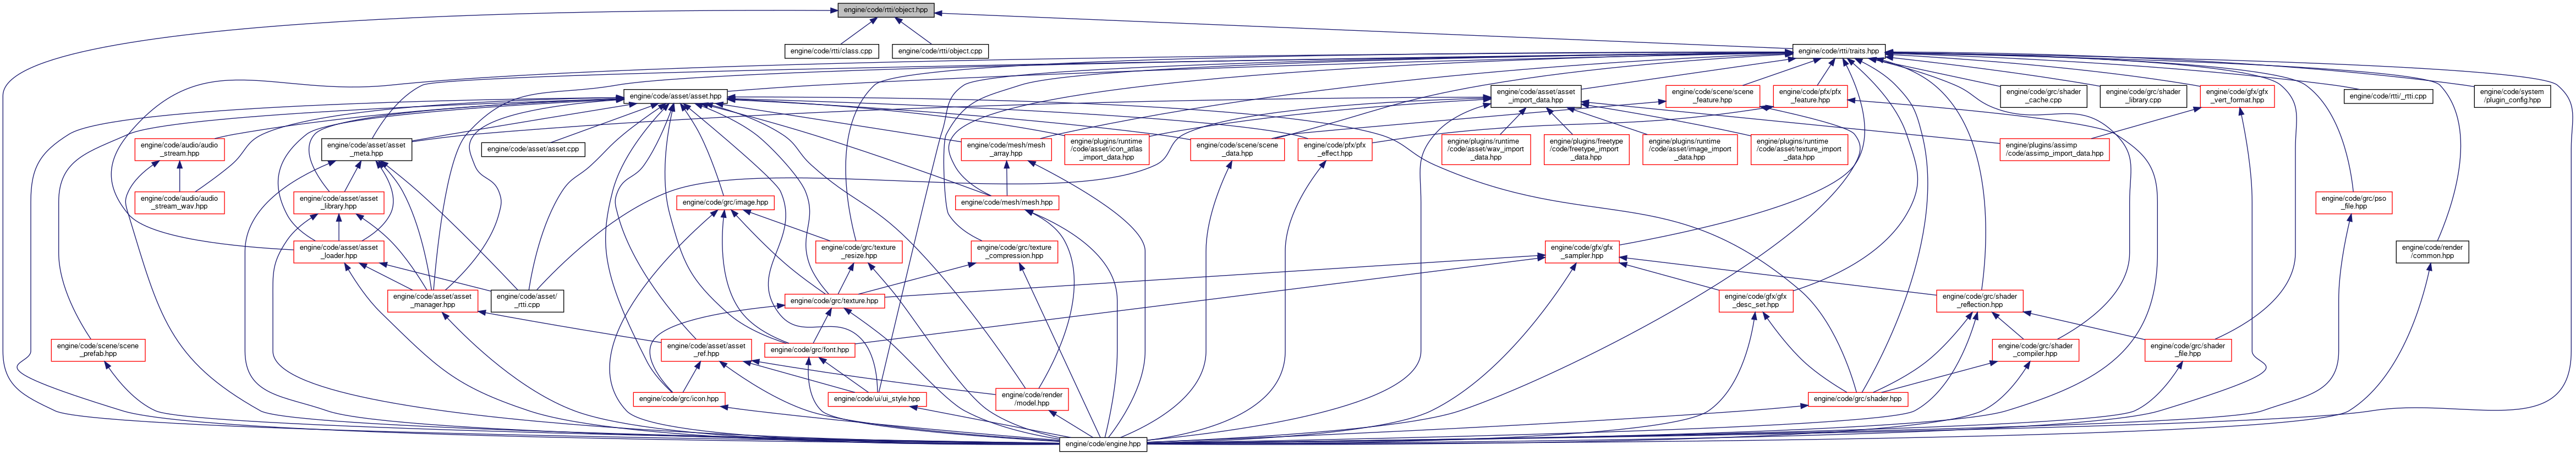 engine/code/rtti/object.hpp
engine/code/rtti/class.cpp
engine/code/rtti/object.cpp
engine/code/rtti/traits.hpp
engine/code/asset/asset.hpp
engine/code/asset/asset
_import_data.hpp
engine/code/scene/scene
_feature.hpp
engine/code/pfx/pfx
_feature.hpp
engine/code/grc/shader
_cache.cpp
engine/code/grc/shader
_library.cpp
engine/code/gfx/gfx
_vert_format.hpp
engine/code/rtti/_rtti.cpp
engine/code/system
/plugin_config.hpp
engine/code/audio/audio
_stream.hpp
engine/code/asset/asset
_meta.hpp
engine/code/asset/asset.cpp
engine/code/mesh/mesh
_array.hpp
engine/plugins/runtime
/code/asset/icon_atlas
_import_data.hpp
engine/code/scene/scene
_data.hpp
engine/code/pfx/pfx
_effect.hpp
engine/plugins/runtime
/code/asset/wav_import
_data.hpp
engine/plugins/freetype
/code/freetype_import
_data.hpp
engine/plugins/runtime
/code/asset/image_import
_data.hpp
engine/plugins/runtime
/code/asset/texture_import
_data.hpp
engine/plugins/assimp
/code/assimp_import_data.hpp
engine/code/audio/audio
_stream_wav.hpp
engine/code/asset/asset
_library.hpp
engine/code/grc/image.hpp
engine/code/mesh/mesh.hpp
engine/code/grc/pso
_file.hpp
engine/code/asset/asset
_loader.hpp
engine/code/grc/texture
_resize.hpp
engine/code/grc/texture
_compression.hpp
engine/code/gfx/gfx
_sampler.hpp
engine/code/render
/common.hpp
engine/code/asset/asset
_manager.hpp
engine/code/asset/
_rtti.cpp
engine/code/grc/texture.hpp
engine/code/gfx/gfx
_desc_set.hpp
engine/code/grc/shader
_reflection.hpp
engine/code/scene/scene
_prefab.hpp
engine/code/asset/asset
_ref.hpp
engine/code/grc/font.hpp
engine/code/grc/shader
_compiler.hpp
engine/code/grc/shader
_file.hpp
engine/code/grc/icon.hpp
engine/code/ui/ui_style.hpp
engine/code/render
/model.hpp
engine/code/grc/shader.hpp
engine/code/engine.hpp